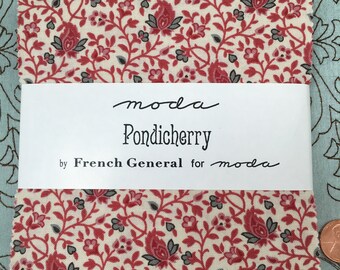 moda
Pondicherry
by French General for moda